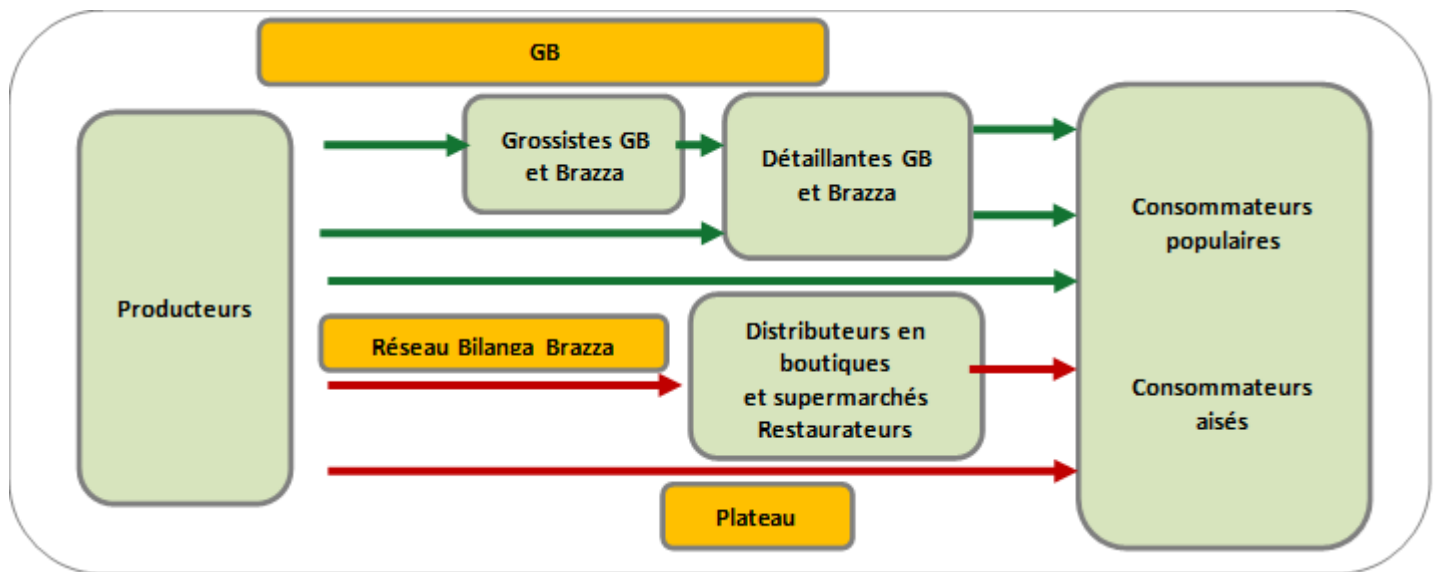 GB
Grossistes GB
et Brazza
Détaillantes GB
et Brazza
Consommateurs
populaires
Producteurs
Réseau Bilanga Brazza
Distributeurs en
boutiques
et supermarchés
Restaurateurs
Consommateurs
aisés
Plateau